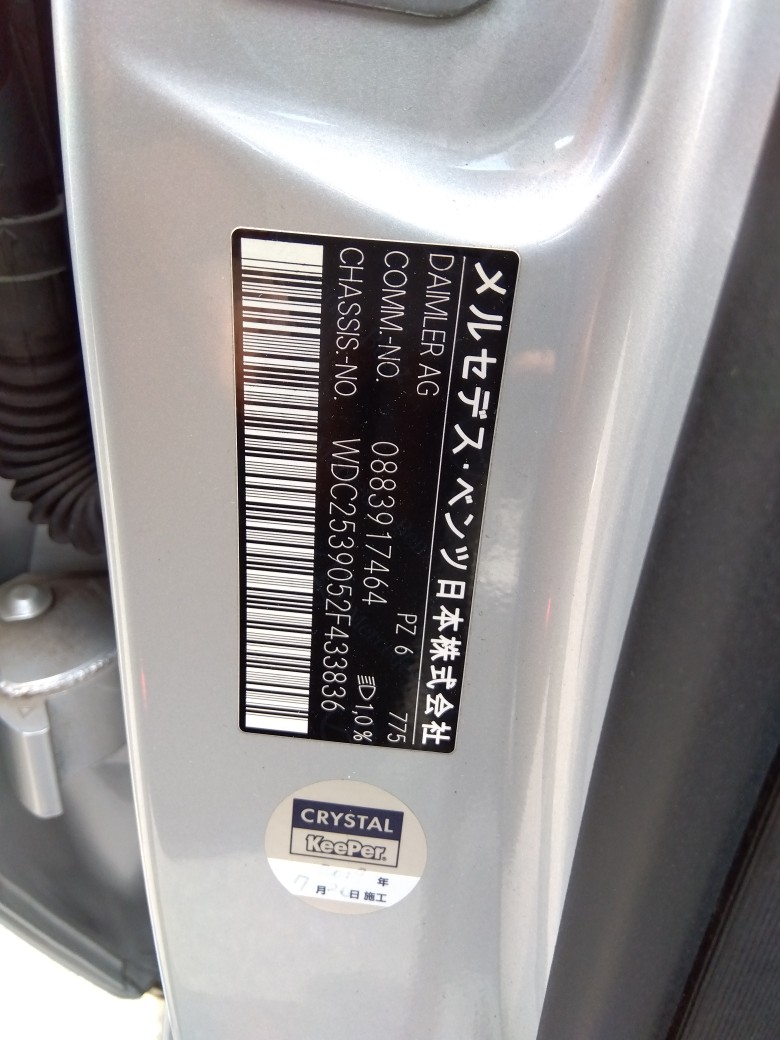 メルセデス・ベンツ日本株式会社
DAIMLER AG
COMM.-NO. 0883917464 PZ 6 775
CHASSIS.-NO. WDC2539052F433836 1,0%
CRYSTAL
KeePer
年
7月 日 施工